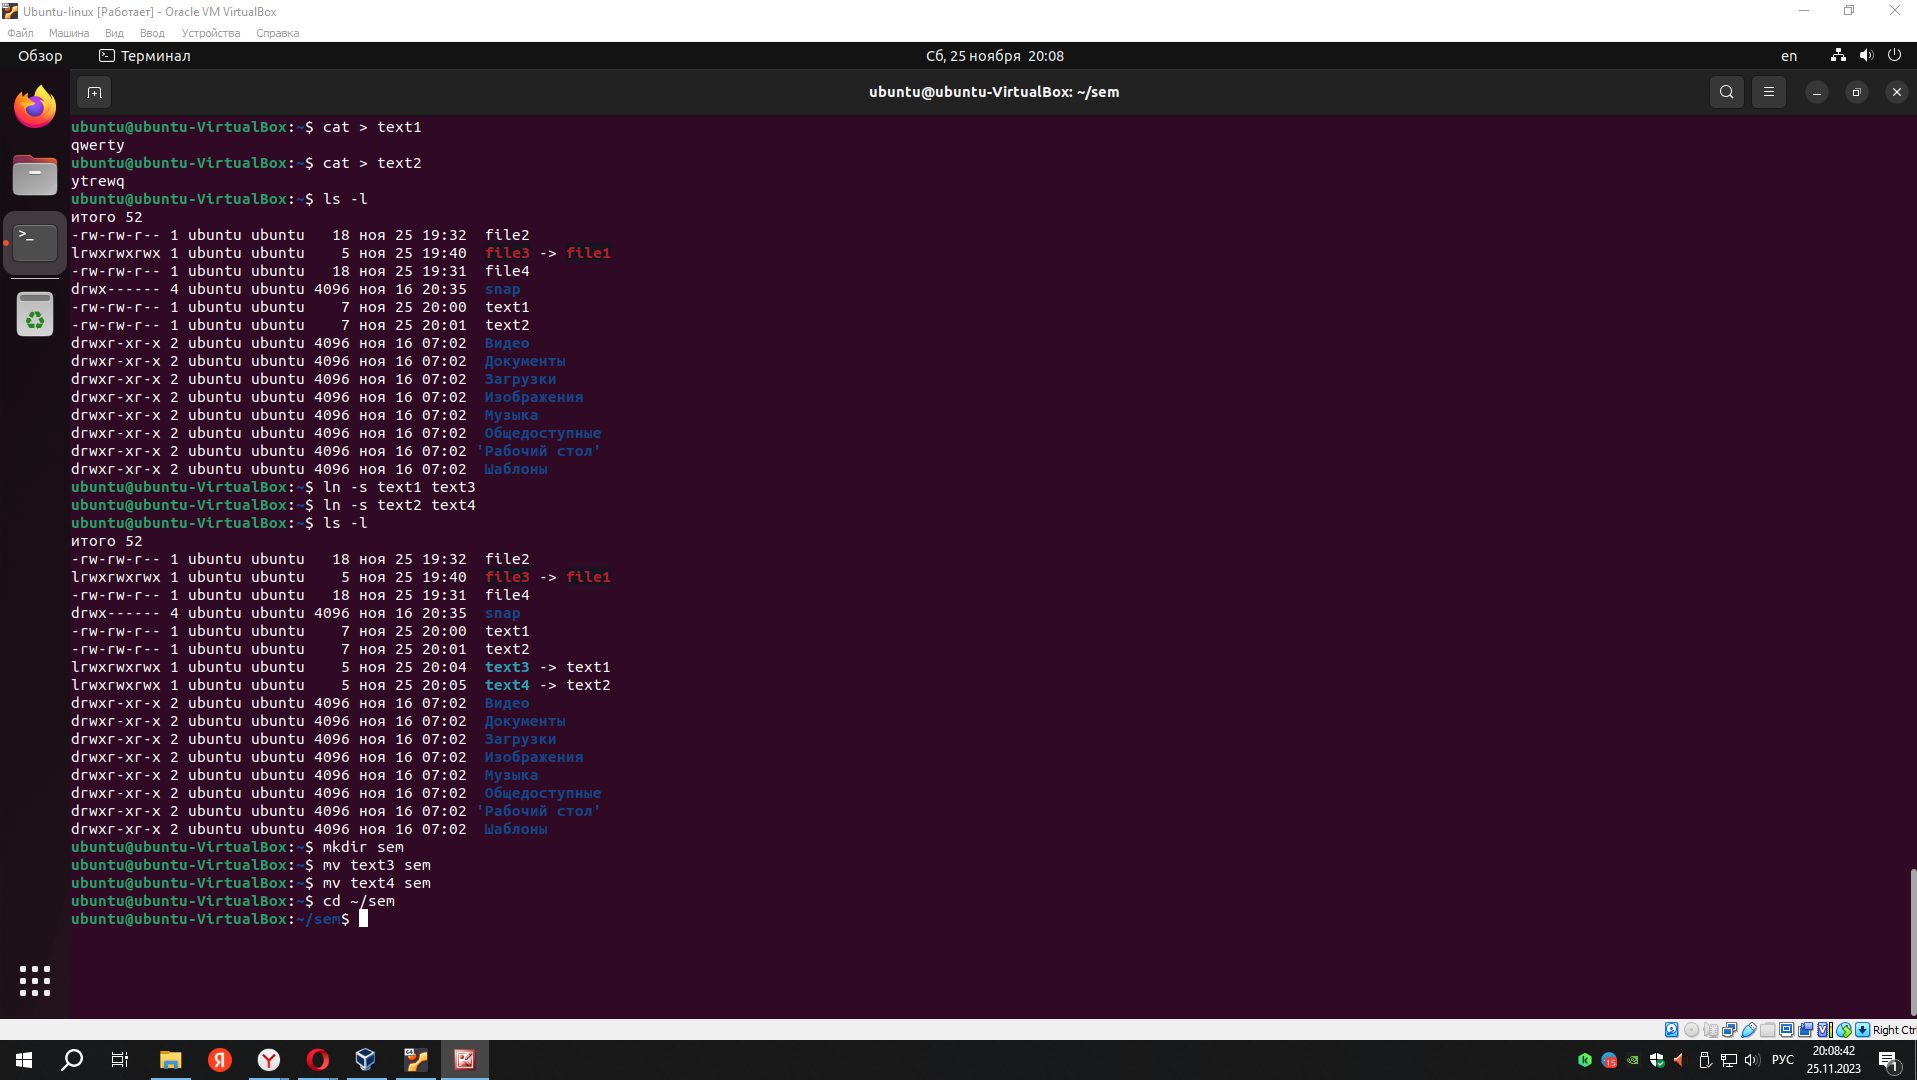 Ubuntu-linux [Работает] - Oracle VM VirtualBox
Файл Машина Вид Ввод Устройства Справка
Обзор Терминал Сб, 25 ноября 20:08 en
ubuntu@ubuntu-VirtualBox: ~/sem
ubuntu@ubuntu-VirtualBox:~$ cat > text1
qwerty
ubuntu@ubuntu-VirtualBox:~$ cat > text2
ytrewq
ubuntu@ubuntu-VirtualBox:~$ ls -l
итого 52
-rw-rw-r-- 1 ubuntu ubuntu   18 ноя 25 19:32  file2
lrwxrwxrwx 1 ubuntu ubuntu    5 ноя 25 19:40  file3 -> file1
-rw-rw-r-- 1 ubuntu ubuntu   18 ноя 25 19:31  file4
drwx------ 4 ubuntu ubuntu 4096 ноя 16 20:35  snap
-rw-rw-r-- 1 ubuntu ubuntu    7 ноя 25 20:00  text1
-rw-rw-r-- 1 ubuntu ubuntu    7 ноя 25 20:01  text2
drwxr-xr-x 2 ubuntu ubuntu 4096 ноя 16 07:02  Видео
drwxr-xr-x 2 ubuntu ubuntu 4096 ноя 16 07:02  Документы
drwxr-xr-x 2 ubuntu ubuntu 4096 ноя 16 07:02  Загрузки
drwxr-xr-x 2 ubuntu ubuntu 4096 ноя 16 07:02  Изображения
drwxr-xr-x 2 ubuntu ubuntu 4096 ноя 16 07:02  Музыка
drwxr-xr-x 2 ubuntu ubuntu 4096 ноя 16 07:02  Общедоступные
drwxr-xr-x 2 ubuntu ubuntu 4096 ноя 16 07:02 'Рабочий стол'
drwxr-xr-x 2 ubuntu ubuntu 4096 ноя 16 07:02  Шаблоны
ubuntu@ubuntu-VirtualBox:~$ ln -s text1 text3
ubuntu@ubuntu-VirtualBox:~$ ln -s text2 text4
ubuntu@ubuntu-VirtualBox:~$ ls -l
итого 52
-rw-rw-r-- 1 ubuntu ubuntu   18 ноя 25 19:32  file2
lrwxrwxrwx 1 ubuntu ubuntu    5 ноя 25 19:40  file3 -> file1
-rw-rw-r-- 1 ubuntu ubuntu   18 ноя 25 19:31  file4
drwx------ 4 ubuntu ubuntu 4096 ноя 16 20:35  snap
-rw-rw-r-- 1 ubuntu ubuntu    7 ноя 25 20:00  text1
-rw-rw-r-- 1 ubuntu ubuntu    7 ноя 25 20:01  text2
lrwxrwxrwx 1 ubuntu ubuntu    5 ноя 25 20:04  text3 -> text1
lrwxrwxrwx 1 ubuntu ubuntu    5 ноя 25 20:05  text4 -> text2
drwxr-xr-x 2 ubuntu ubuntu 4096 ноя 16 07:02  Видео
drwxr-xr-x 2 ubuntu ubuntu 4096 ноя 16 07:02  Документы
drwxr-xr-x 2 ubuntu ubuntu 4096 ноя 16 07:02  Загрузки
drwxr-xr-x 2 ubuntu ubuntu 4096 ноя 16 07:02  Изображения
drwxr-xr-x 2 ubuntu ubuntu 4096 ноя 16 07:02  Музыка
drwxr-xr-x 2 ubuntu ubuntu 4096 ноя 16 07:02  Общедоступные
drwxr-xr-x 2 ubuntu ubuntu 4096 ноя 16 07:02 'Рабочий стол'
drwxr-xr-x 2 ubuntu ubuntu 4096 ноя 16 07:02  Шаблоны
ubuntu@ubuntu-VirtualBox:~$ mkdir sem
ubuntu@ubuntu-VirtualBox:~$ mv text3 sem
ubuntu@ubuntu-VirtualBox:~$ mv text4 sem
ubuntu@ubuntu-VirtualBox:~$ cd ~/sem
ubuntu@ubuntu-VirtualBox:~/sem$
Right Ctrl
15 РУС 20:08:42
25.11.2023
1